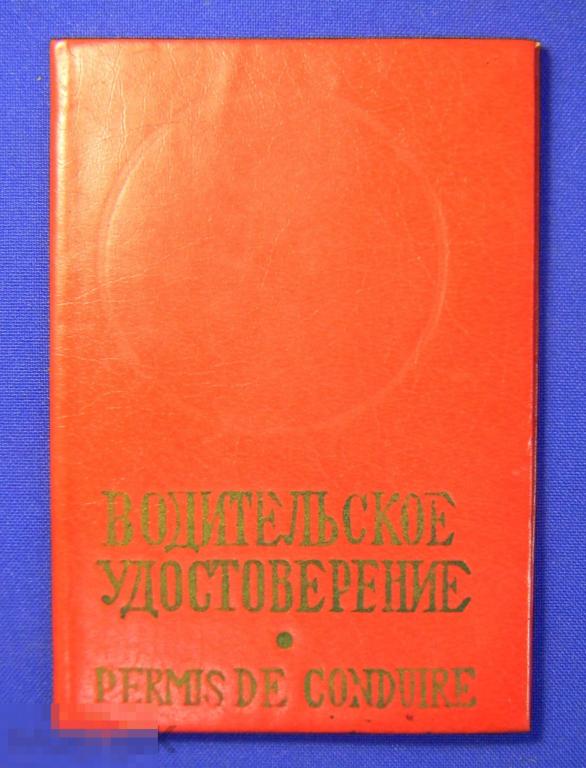 ВОДИТЕЛЬСКОЕ
УДОСТОВЕРЕНИЕ
•
PERMIS DE CONDUIRE